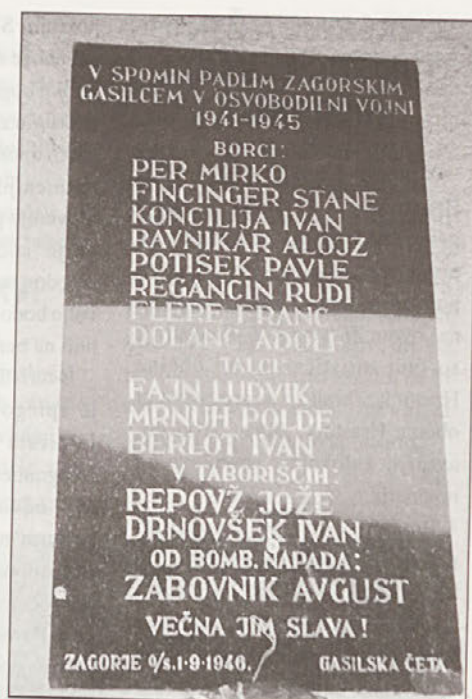 V SPOMIN PADLIM ZAGORSKIM
GASILCEM V OSVOBODILNI VOJNI
1941-1945
BORCI:
PER MIRKO
FINCINGER STANE
KONCILIJA IVAN
RAVNIKAR ALOJZ
POTISEK PAVLE
REGANCIN RUDI
FLERE FRANC
DOLANC ADOLF
TALCI:
FAJN LUDVIK
MRNUH POLDE
BERLOT IVAN
V TABORIŠČIH:
REPOVŽ JOŽE
DRNOVŠEK IVAN
OD BOMB. NAPADA:
ZABOVNIK AVGUST
VEČNA JIM SLAVA!
ZAGORJE O/S. 1·9·1946. GASILSKA ČETA